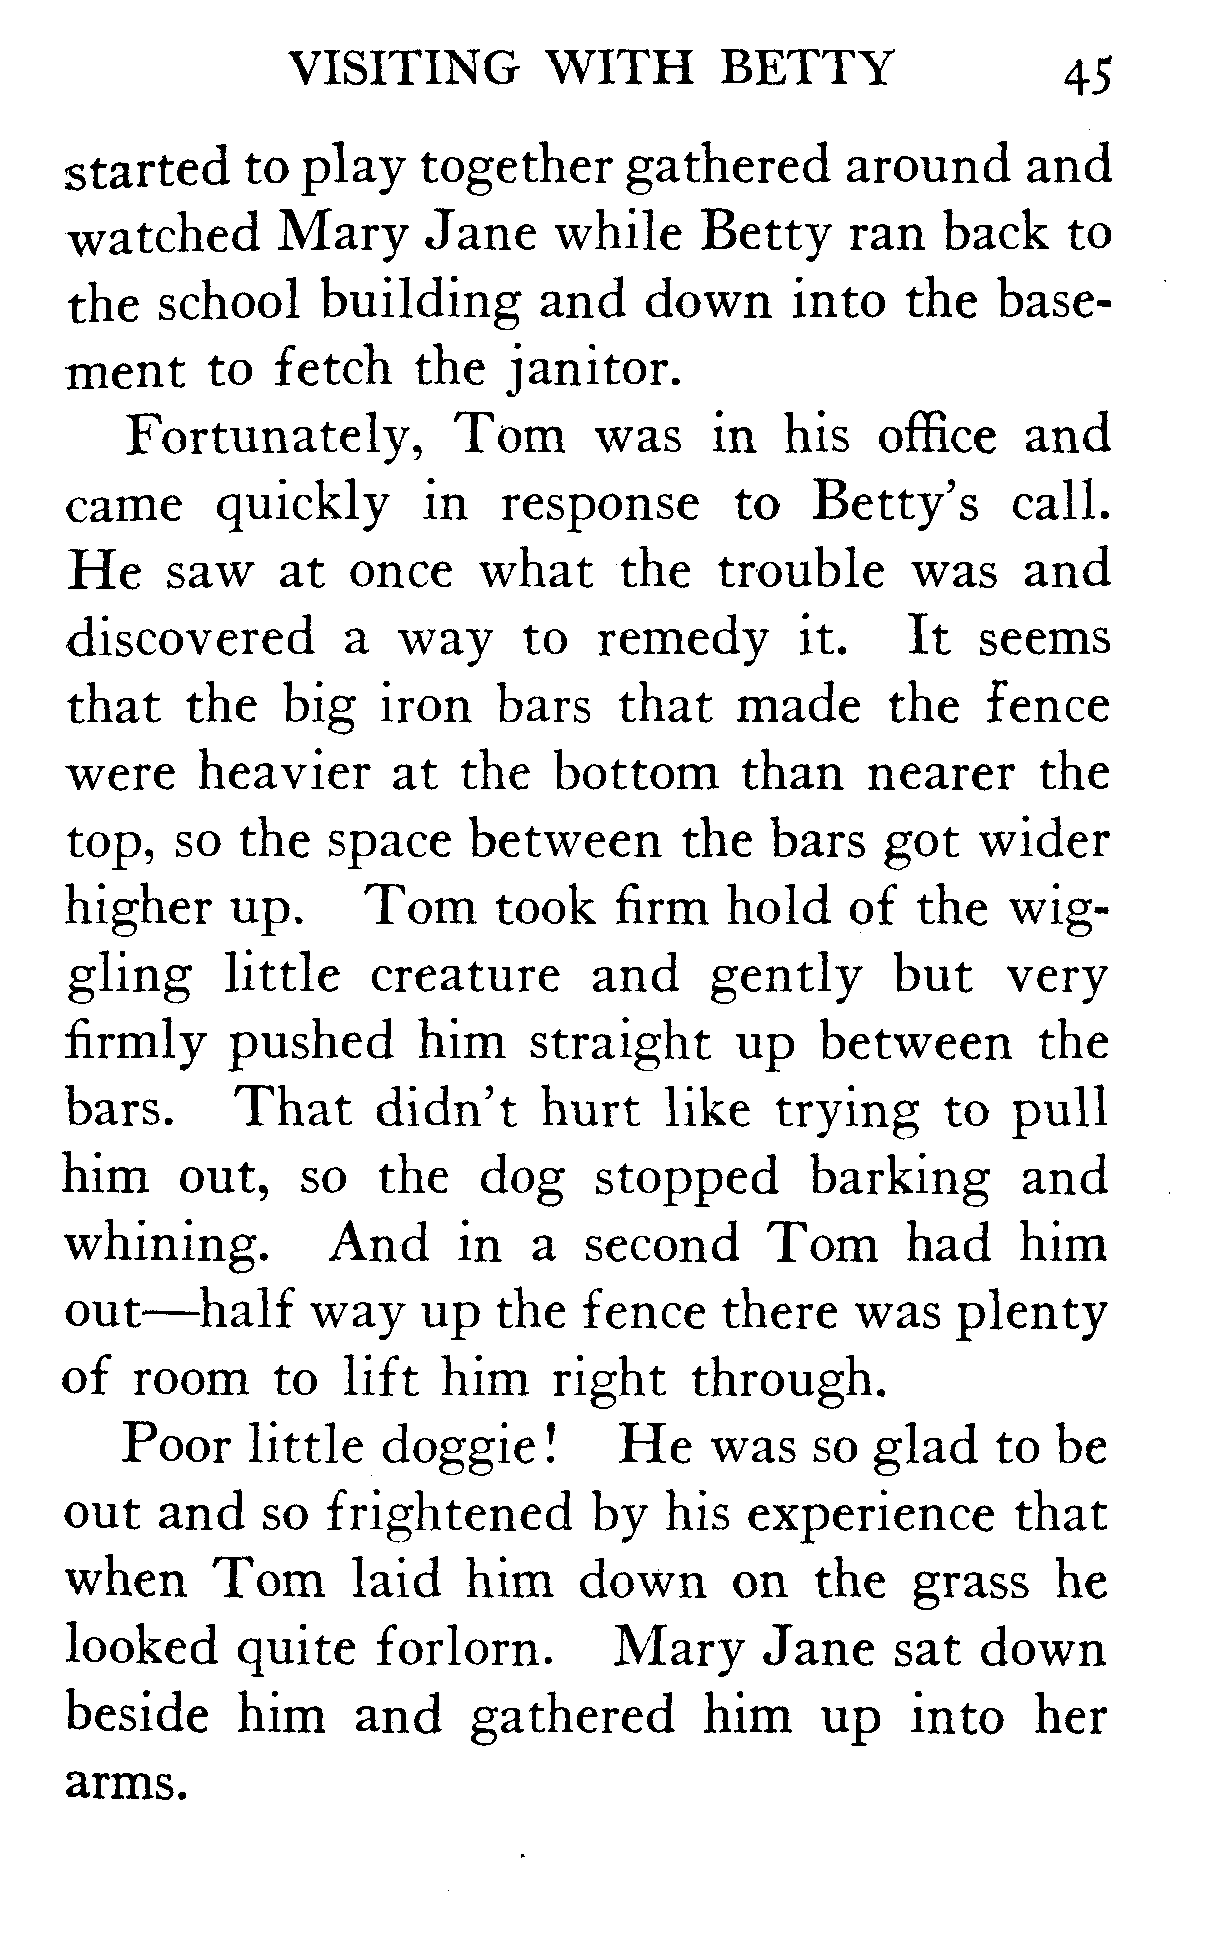 VISITING WITH BETTY 45
started to play together gathered around and
watched Mary Jane while Betty ran back to
the school building and down into the base-
ment to fetch the janitor.
Fortunately, Tom was in his office and
came quickly in response to Betty's call.
He saw at once what the trouble was and
discovered a way to remedy it. It seems
that the big iron bars that made the fence
were heavier at the bottom than nearer the
top, so the space between the bars got wider
higher up. Tom took firm hold of the wig-
gling little creature and gently but very
firmly pushed him straight up between the
bars. That didn't hurt like trying to pull
him out, so the dog stopped barking and
whining. And in a second Tom had him
out—half way up the fence there was plenty
of room to lift him right through.
Poor little doggie! He was so glad to be
out and so frightened by his experience that
when Tom laid him down on the grass he
looked quite forlorn. Mary Jane sat down
beside him and gathered him up into her
arms.